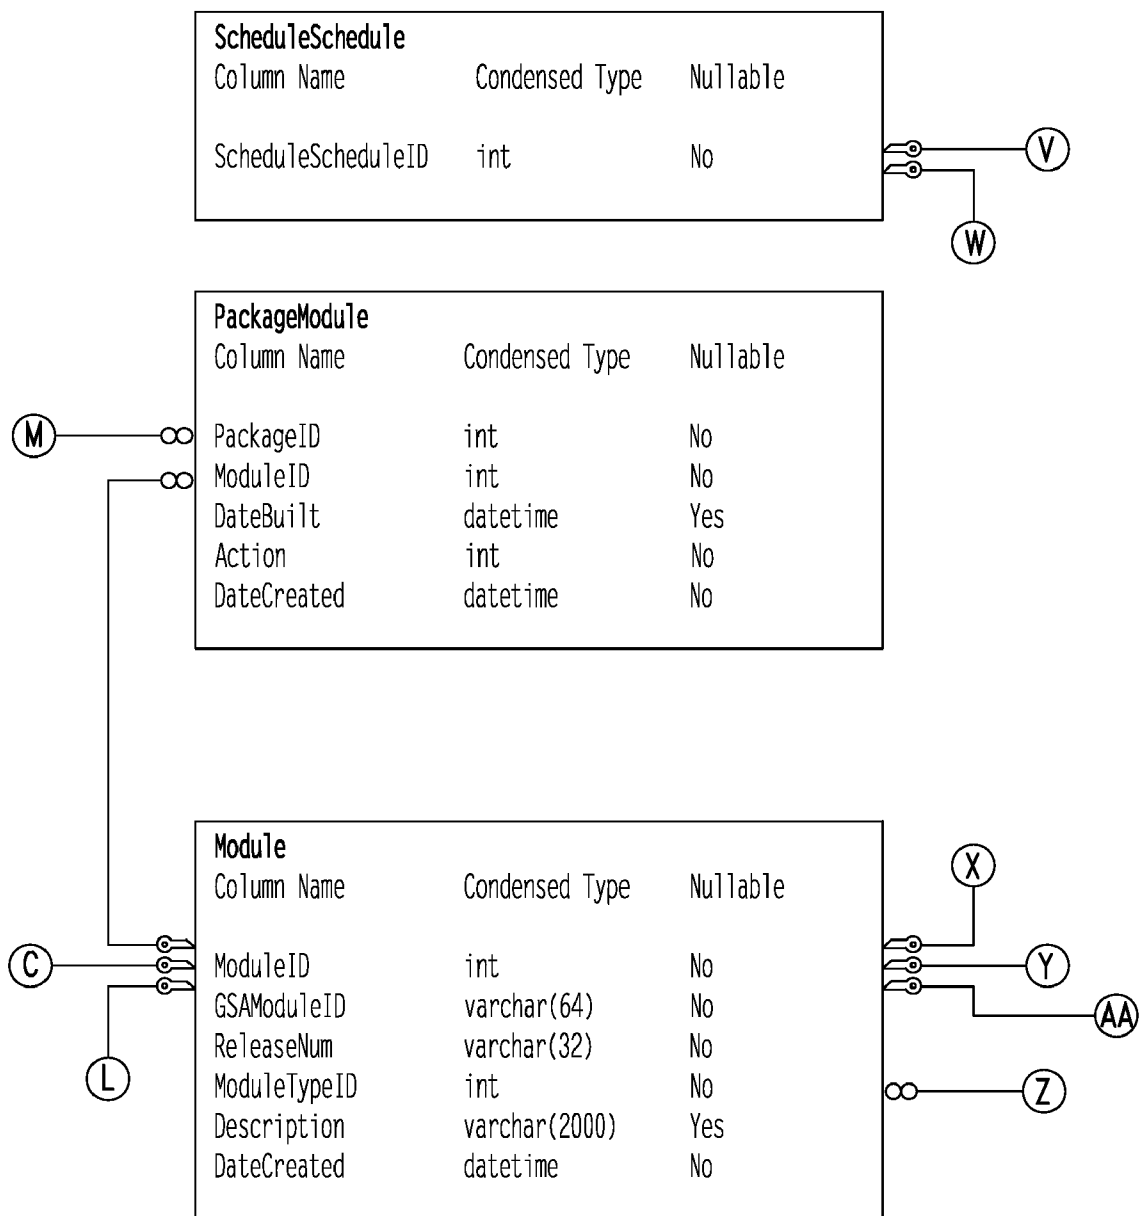 ScheduleSchedule
Column Name Condensed Type Nullable
ScheduleScheduleID int No
V
W
PackageModule
Column Name Condensed Type Nullable
M
PackageID int No
ModuleID int No
DateBuilt datetime Yes
Action int No
DateCreated datetime No
Module
Column Name Condensed Type Nullable
X
C
ModuleID int No
Y
GSAModuleID varchar(64) No
AA
ReleaseNum varchar(32) No
L
ModuleTypeID int No
Z
Description varchar(2000) Yes
DateCreated datetime No